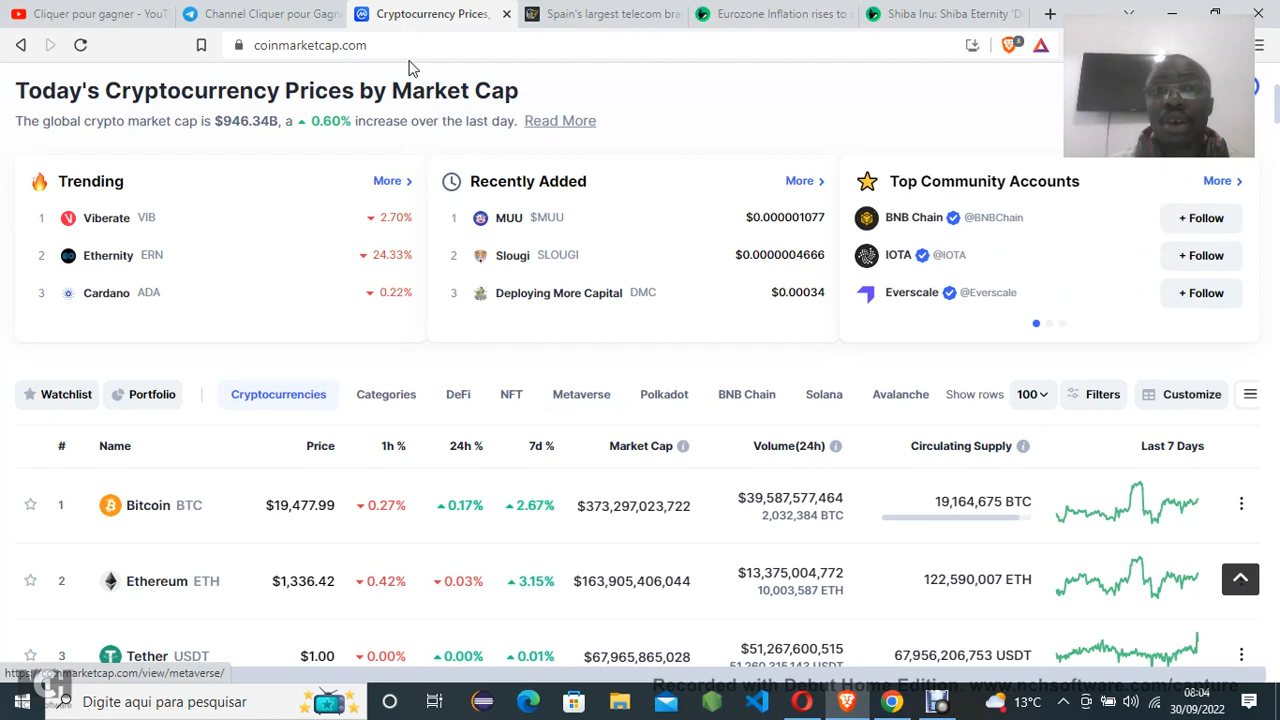 Cliquer pour gagner - YouT
Channel Cliquer pour Gagn
Cryptocurrency Prices,
Spain's largest telecom bra
Eurozone Inflation rises to
Shiba Inu: Shiba Eternity 'D
coinmarketcap.com
3
Today's Cryptocurrency Prices by Market Cap
The global crypto market cap is $946.34B, a 0.60% increase over the last day. Read More
Trending More
1 Viberate VIB 2.70%
2 Ethernity ERN 24.33%
3 Cardano ADA 0.22%
Recently Added More
1 MUU $MUU $0.000001077
2 Slougi SLOUGI $0.0000004666
3 Deploying More Capital DMC $0.00034
Top Community Accounts More
BNB Chain @BNBChain + Follow
IOTA @IOTA + Follow
Everscale @Everscale + Follow
Watchlist Portfolio Cryptocurrencies Categories DeFi NFT Metaverse Polkadot BNB Chain Solana Avalanche Show rows 100 Filters Customize
# Name Price 1h % 24h % 7d % Market Cap Volume(24h) Circulating Supply Last 7 Days
1 Bitcoin BTC $19,477.99 0.27% 0.17% 2.67% $373,297,023,722 $39,587,577,464 19,164,675 BTC
2,032,384 BTC
2 Ethereum ETH $1,336.42 0.42% 0.03% 3.15% $163,905,406,044 $13,375,004,772 122,590,007 ETH
10,003,587 ETH
3 Tether USDT $1.00 0.00% 0.00% 0.01% $67,965,865,028 $51,267,600,515 67,956,206,753 USDT
https://coinmarketcap.com/view/metaverse/
Recorded with Debut Home Edition. www.nchsoftware.com/capture
Digite aqui para pesquisar
13°C
08:04
30/09/2022